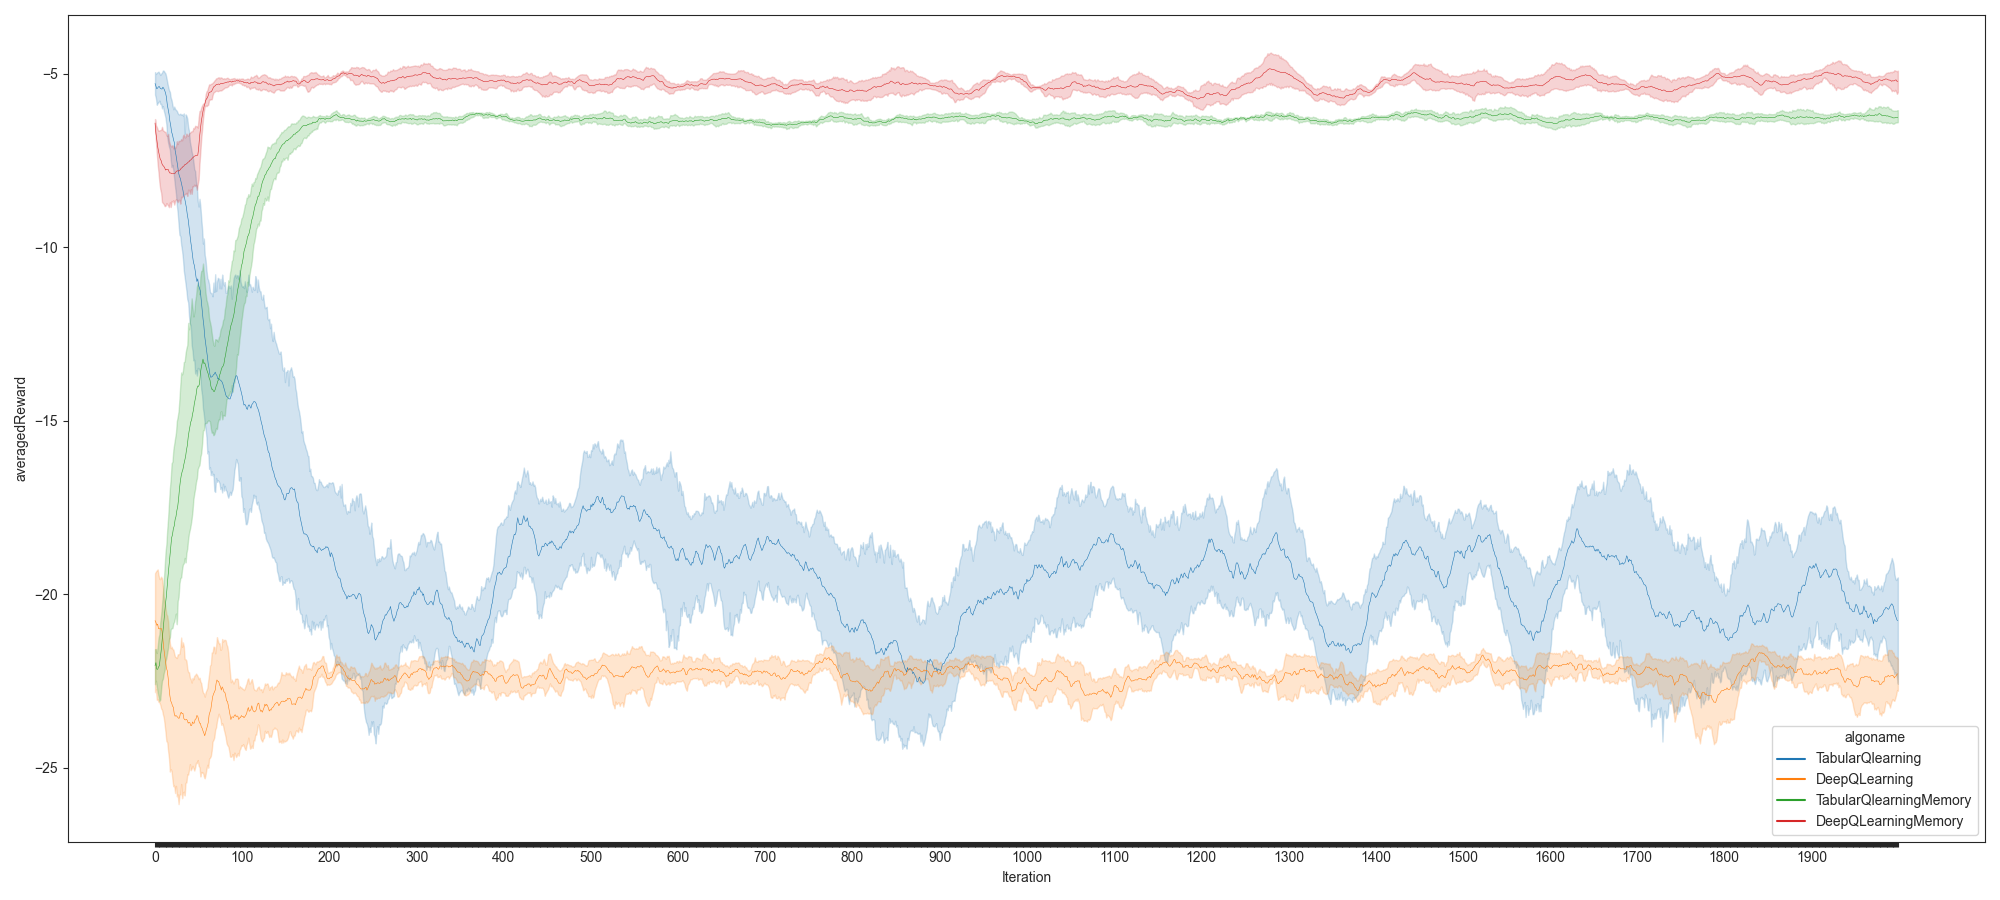 averagedReward
−5
−10
−15
−20
−25
0 100 200 300 400 500 600 700 800 900 1000 1100 1200 1300 1400 1500 1600 1700 1800 1900
Iteration
algoname
TabularQlearning
DeepQLearning
TabularQlearningMemory
DeepQLearningMemory